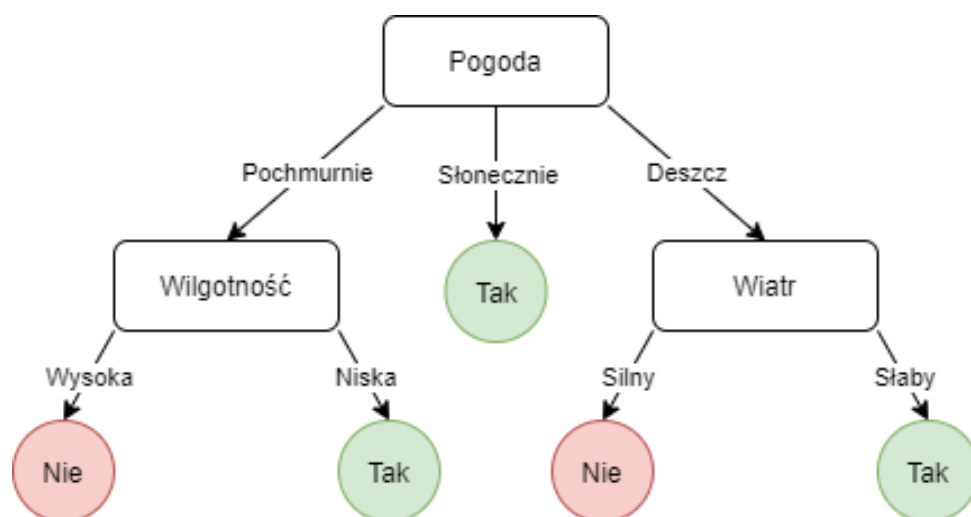 Pogoda
Pochmurnie
Słonecznie
Deszcz
Wilgotność
Tak
Wiatr
Wysoka
Niska
Silny
Słaby
Nie
Tak
Nie
Tak